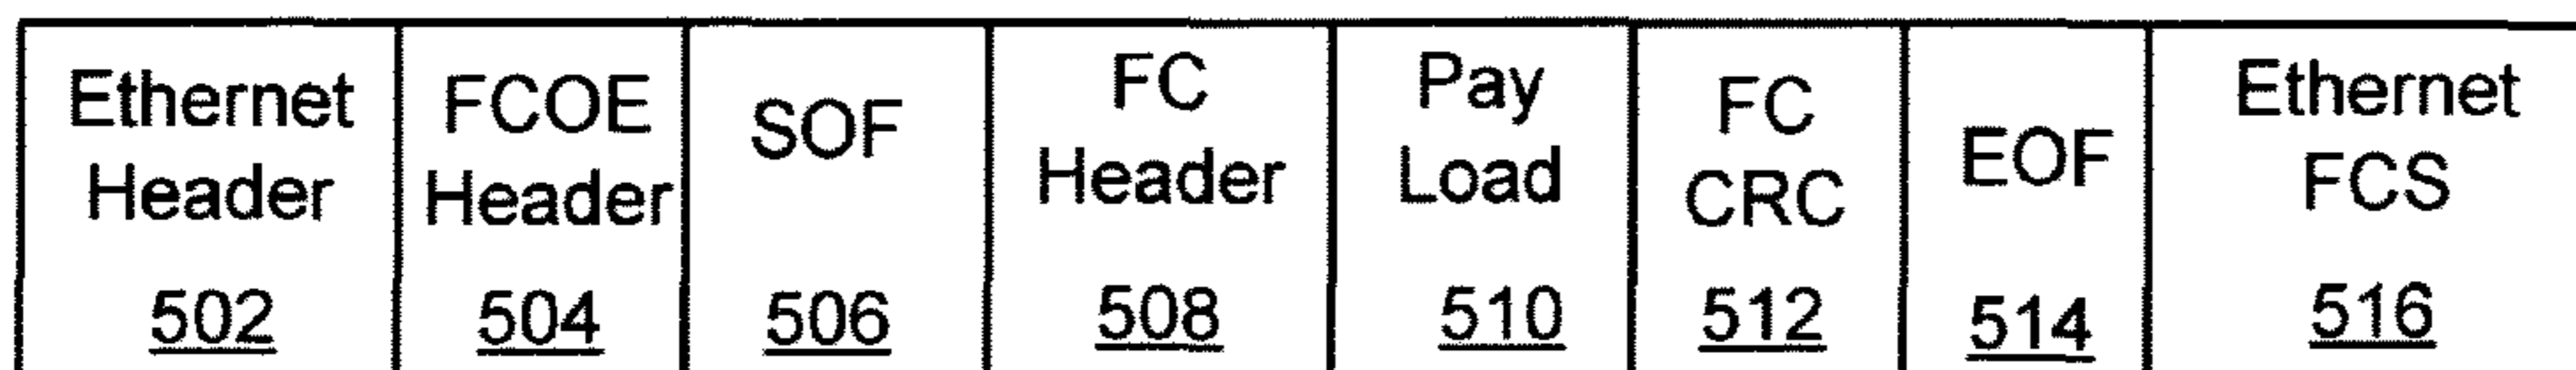 Ethernet
Header
502
FCOE
Header
504
SOF
506
FC
Header
508
Pay
Load
510
FC
CRC
512
EOF
514
Ethernet
FCS
516